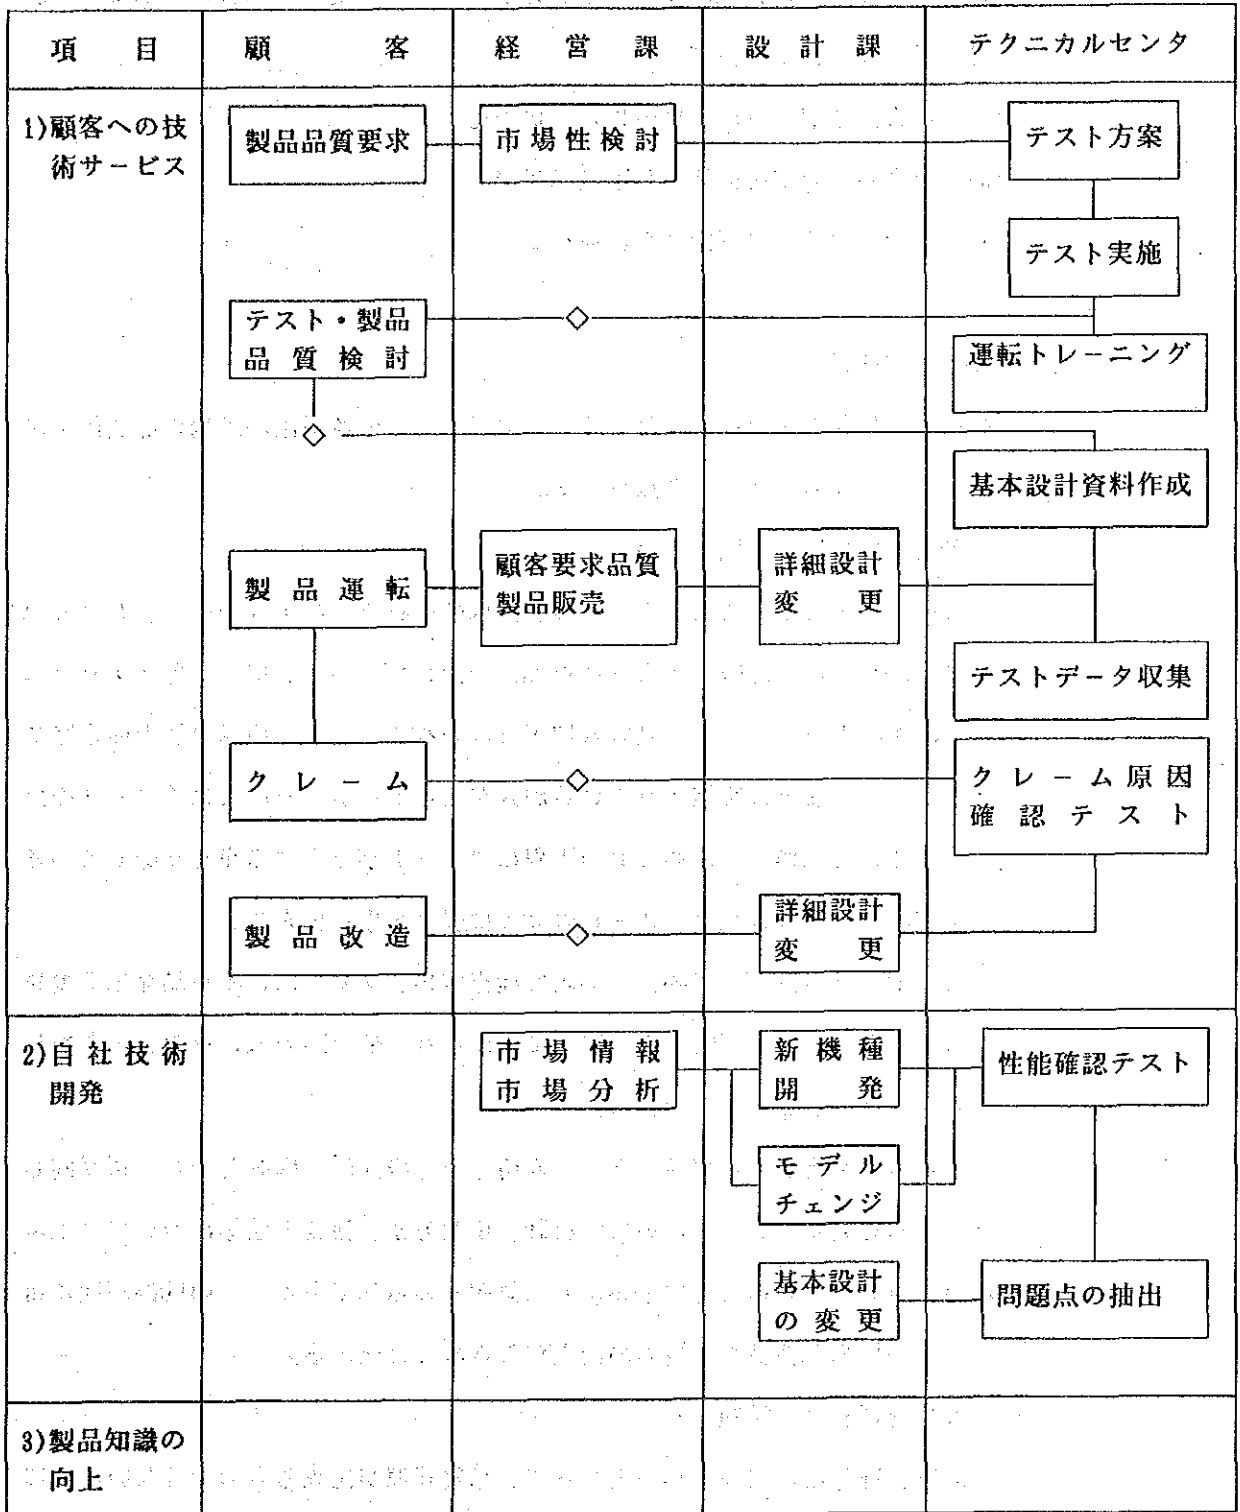 項目
顧客
経営課
設計課
テクニカルセンタ
1)顧客への技
術サービス
製品品質要求
市場性検討
テスト方案
テスト実施
テスト・製品
品質検討
運転トレーニング
基本設計資料作成
製品運転
顧客要求品質
製品販売
詳細設計
変更
テストデータ収集
クレーム
クレーム原因
確認テスト
製品改造
詳細設計
変更
2)自社技術
開発
市場情報
市場分析
新機種
開発
性能確認テスト
モデル
チェンジ
基本設計
の変更
問題点の抽出
3)製品知識の
向上